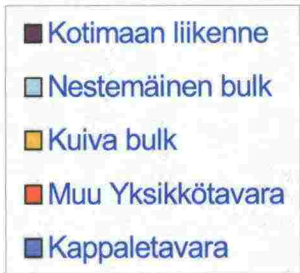 Kotimaan liikenne
Nestemäinen bulk
Kuiva bulk
Muu Yksikkötavara
Kappaletavara